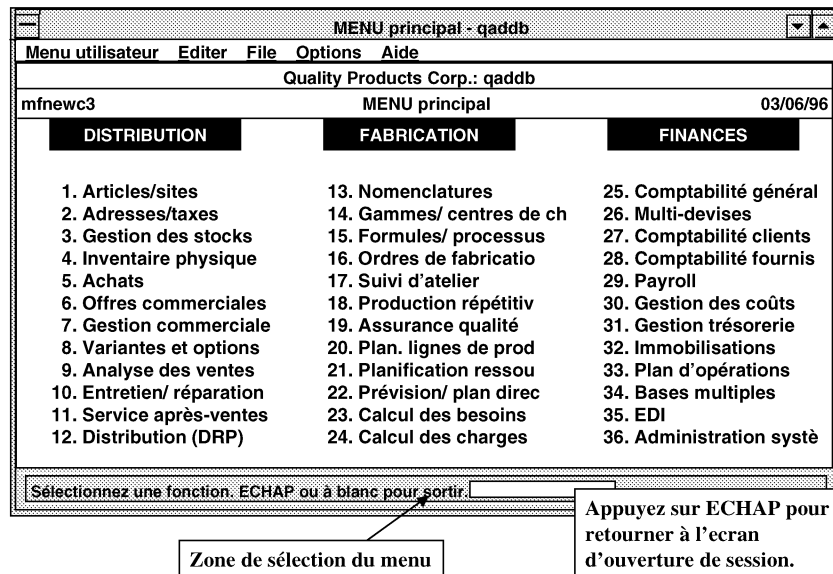 MENU principal - qaddb
Menu utilisateur Editer File Options Aide
Quality Products Corp.: qaddb
mfnewc3 MENU principal 03/06/96
DISTRIBUTION FABRICATION FINANCES
1. Articles/sites 13. Nomenclatures 25. Comptabilité général
2. Adresses/taxes 14. Gammes/ centres de ch 26. Multi-devises
3. Gestion des stocks 15. Formules/ processus 27. Comptabilité clients
4. Inventaire physique 16. Ordres de fabricatio 28. Comptabilité fournis
5. Achats 17. Suivi d'atelier 29. Payroll
6. Offres commerciales 18. Production répétitiv 30. Gestion des coûts
7. Gestion commerciale 19. Assurance qualité 31. Gestion trésorerie
8. Variantes et options 20. Plan. lignes de prod 32. Immobilisations
9. Analyse des ventes 21. Planification ressou 33. Plan d'opérations
10. Entretien/ réparation 22. Prévision/ plan direc 34. Bases multiples
11. Service après-ventes 23. Calcul des besoins 35. EDI
12. Distribution (DRP) 24. Calcul des charges 36. Administration systè
Sélectionnez une fonction. ECHAP ou à blanc pour sortir.
Appuyez sur ECHAP pour
retourner à l'ecran
d'ouverture de session.
Zone de sélection du menu